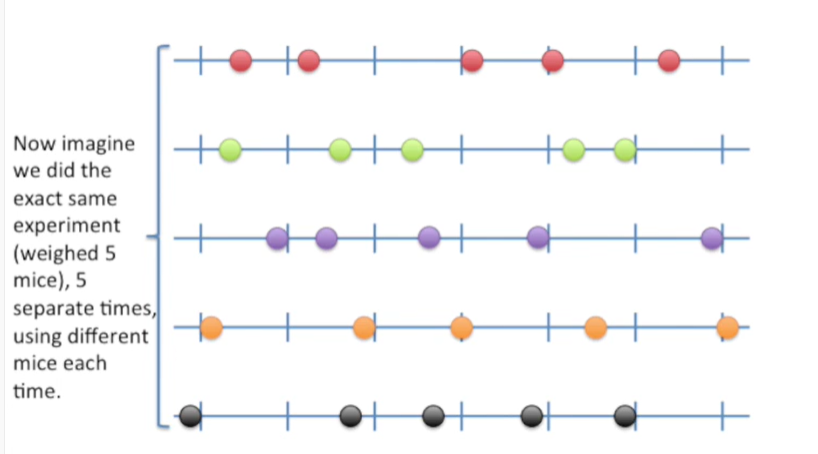 Now imagine
we did the
exact same
experiment
(weighed 5
mice), 5
separate times,
using different
mice each
time.